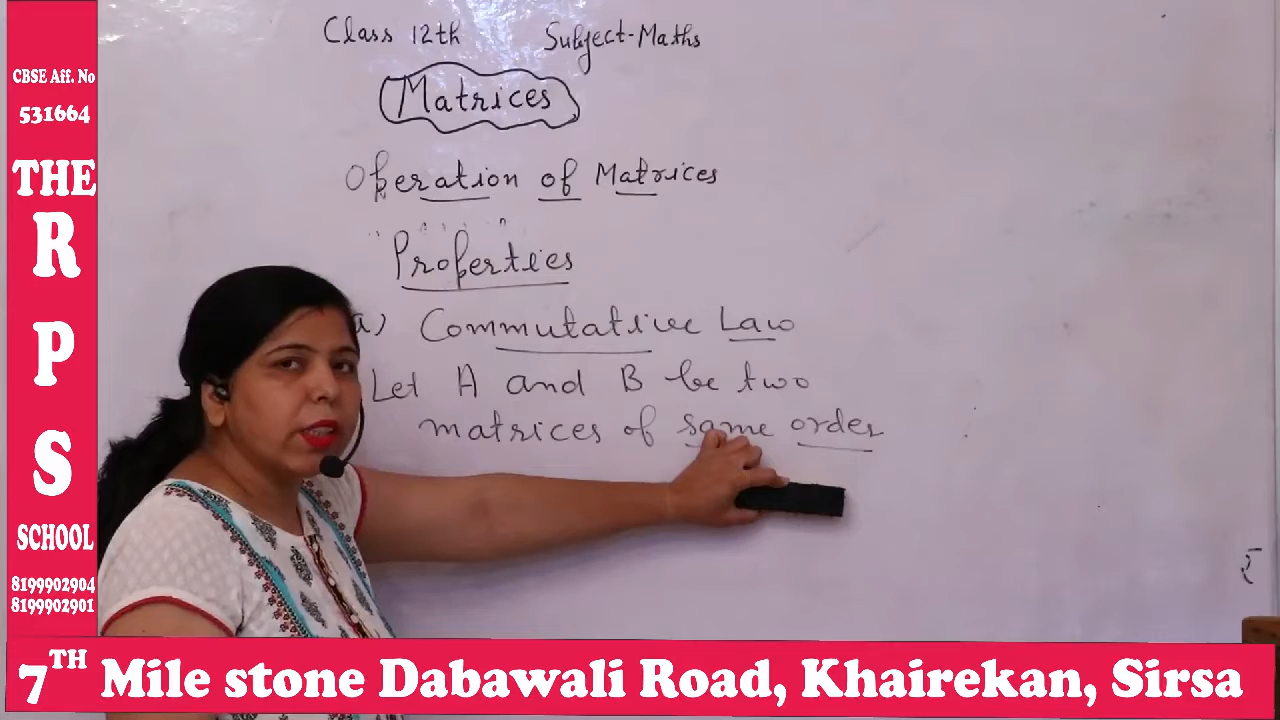 CBSE Aff. No
531664
THE
R
P
S
SCHOOL
8199902904
8199902901
Class 12th Subject-Maths
Matrices
Operation of Matrices
Properties
a) Commutative Law
Let A and B be two
matrices of same order
7TH Mile stone Dabawali Road, Khairekan, Sirsa